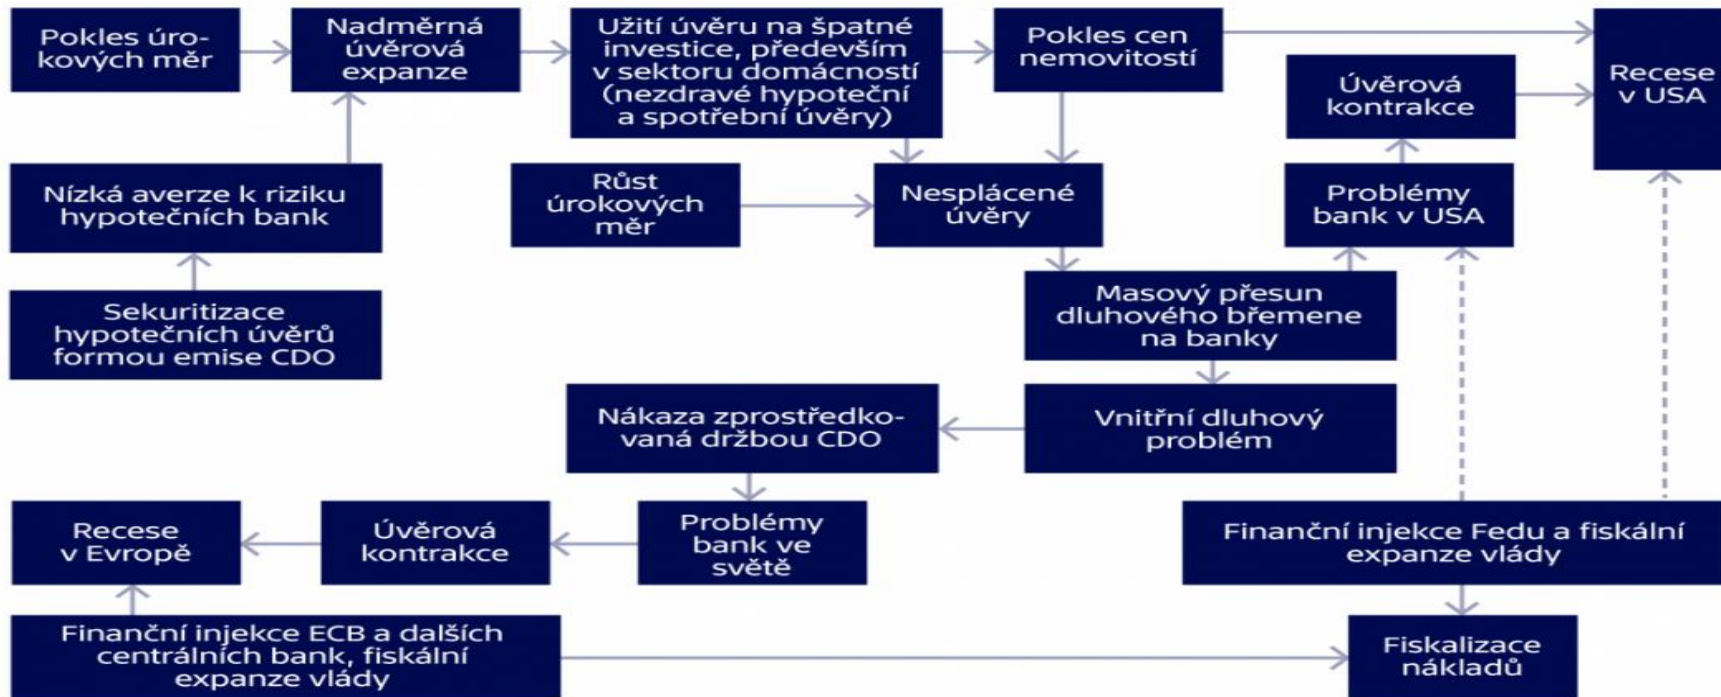 Pokles úro-
kových měr
Nadměrná
úvěrová
expanze
Užití úvěru na špatné
investice, především
v sektoru domácností
(nezdravé hypoteční
a spotřební úvěry)
Pokles cen
nemovitostí
Úvěrová
kontrakce
Recese
v USA
Nízká averze k riziku
hypotečních bank
Růst
úrokových
měr
Nesplácené
úvěry
Problémy
bank v USA
Sekuritizace
hypotečních úvěrů
formou emise CDO
Masový přesun
dluhového břemene
na banky
Nákaza zprostředko-
vaná držbou CDO
Vnitřní dluhový
problém
Recese
v Evropě
Úvěrová
kontrakce
Problémy
bank ve
světě
Finanční injekce Fedu a fiskální
expanze vlády
Finanční injekce ECB a dalších
centrálních bank, fiskální
expanze vlády
Fiskalizace
nákladů